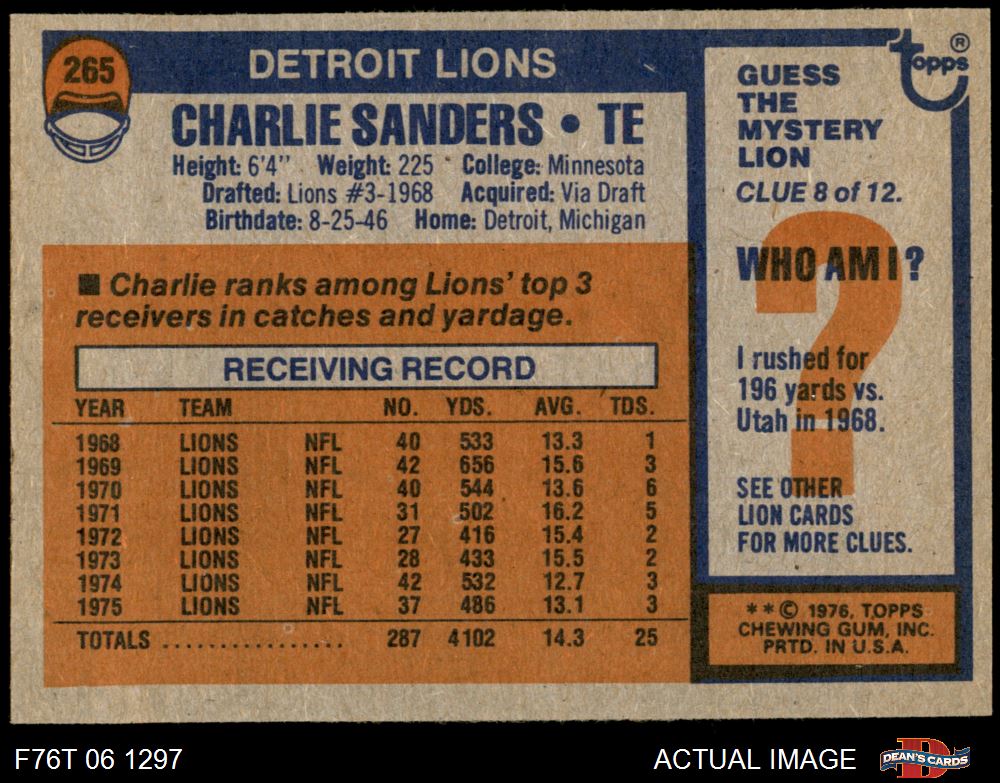 265
DETROIT LIONS
CHARLIE SANDERS • TE
Height: 6'4" Weight: 225 College: Minnesota
Drafted: Lions #3-1968 Acquired: Via Draft
Birthdate: 8-25-46 Home: Detroit, Michigan
■ Charlie ranks among Lions' top 3
receivers in catches and yardage.
RECEIVING RECORD
YEAR TEAM NO. YDS. AVG. TDS.
1968 LIONS NFL 40 533 13.3 1
1969 LIONS NFL 42 656 15.6 3
1970 LIONS NFL 40 544 13.6 6
1971 LIONS NFL 31 502 16.2 5
1972 LIONS NFL 27 416 15.4 2
1973 LIONS NFL 28 433 15.5 2
1974 LIONS NFL 42 532 12.7 3
1975 LIONS NFL 37 486 13.1 3
TOTALS ................ 287 4102 14.3 25
topps ®
GUESS
THE
MYSTERY
LION
CLUE 8 of 12.
?
WHO AM I?
I rushed for
196 yards vs.
Utah in 1968.
SEE OTHER
LION CARDS
FOR MORE CLUES.
**© 1976, TOPPS
CHEWING GUM, INC.
PRTD. IN U.S.A.
F76T 06 1297
ACTUAL IMAGE
D
DEAN'S CARDS